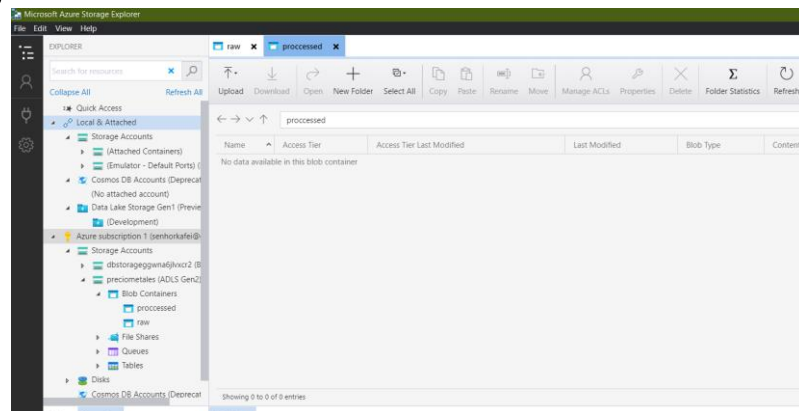 Microsoft Azure Storage Explorer
File Edit View Help
EXPLORER
Search for resources
Collapse All Refresh All
Quick Access
Local & Attached
Storage Accounts
(Attached Containers)
(Emulator - Default Ports) (
Cosmos DB Accounts (Deprecat
(No attached account)
Data Lake Storage Gen1 (Previe
(Development)
Azure subscription 1 (senhorkafei@
Storage Accounts
(B
preciometales (ADLS Gen2)
Blob Containers
proccessed
raw
File Shares
Queues
Tables
Disks
Cosmos DB Accounts (Deprecat
raw proccessed
Upload Download Open New Folder Select All Copy Paste Rename Move Manage ACLs Properties Delete Folder Statistics Refresh
proccessed
Name Access Tier Access Tier Last Modified Last Modified Blob Type Content
No data available in this blob container
Showing 0 to 0 of 0 entries